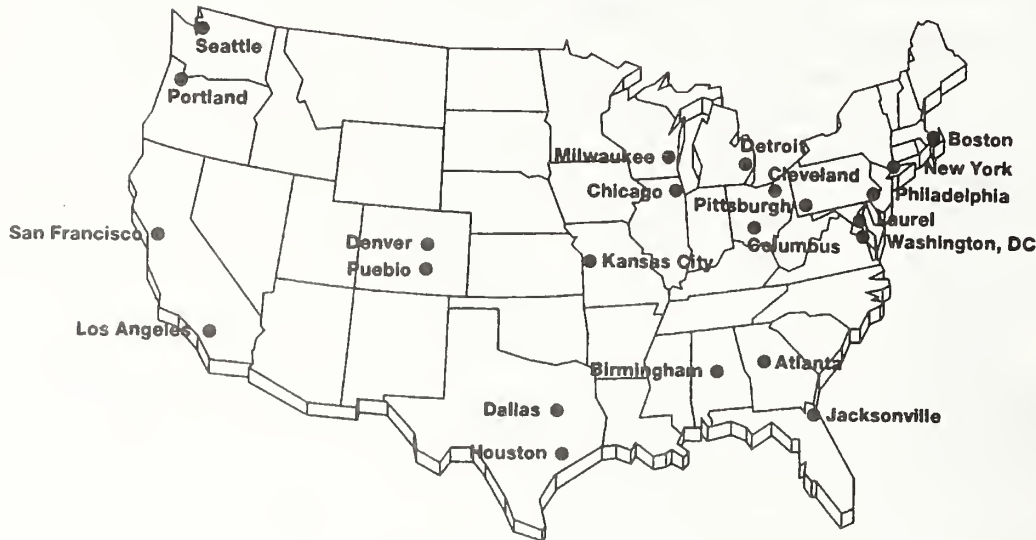 Seattle
Portland
Boston
Detroit
Milwaukee
New York
Cleveland
Chicago
Pittsburgh
Philadelphia
Laurel
San Francisco
Denver
Columbus
Washington, DC
Kansas City
Pueblo
Los Angeles
Birmingham
Atlanta
Dallas
Jacksonville
Houston